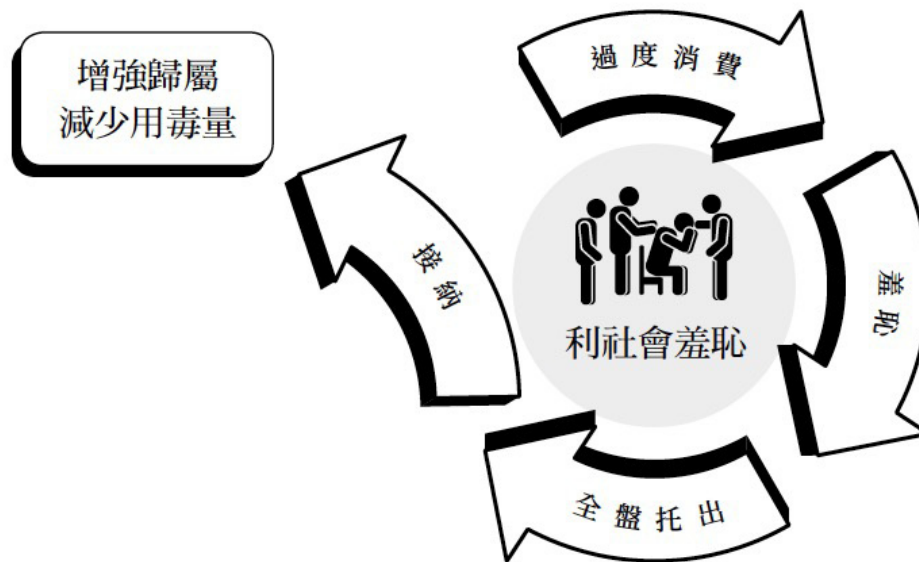 增強歸屬
減少用毒量
過度消費
羞恥
全盤托出
接納
利社會羞恥